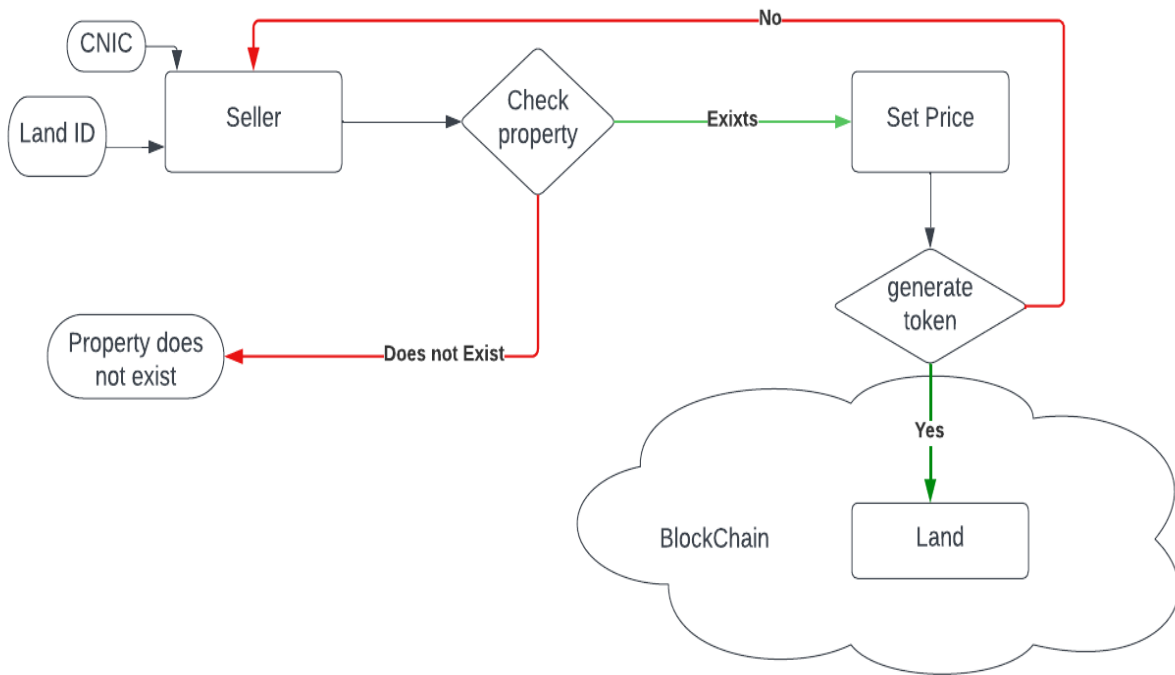 No
CNIC
Land ID
Seller
Check
property
Exixts
Set Price
generate
token
Property does
not exist
Does not Exist
Yes
BlockChain
Land